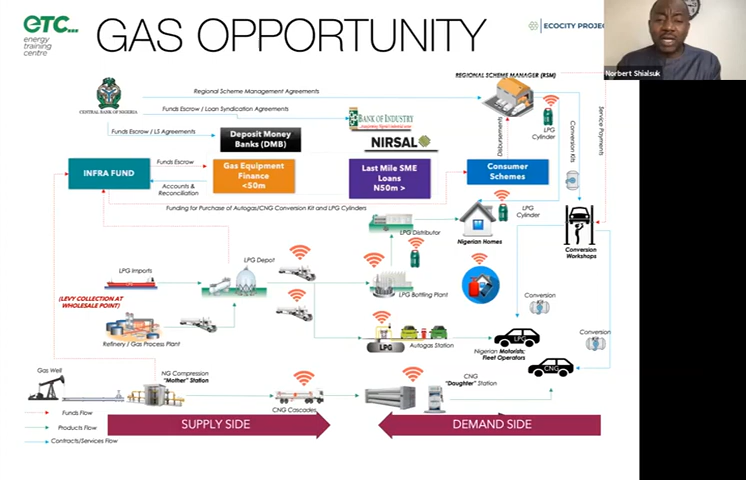 eTC...
energy
training
centre
GAS OPPORTUNITY
ECOCITY PROJE
Norbert Shialsuk
REGIONAL SCHEME MANAGER (RSM)
Regional Scheme Management Agreements
CENTRAL BANK OF NIGERIA
Funds Escrow / Loan Syndication Agreements
BANK OF INDUSTRY
LPG
Cylinder
Disbursements
Conversion Kits
Service Payments
Funds Escrow / LS Agreements
Deposit Money
Banks (DMB)
NIRSAL
INFRA FUND
Funds Escrow
Gas Equipment
Finance
<50m
Last Mile SME
Loans
N50m >
Consumer
Schemes
Accounts &
Reconciliation
Funding for Purchase of Autogas/CNG Conversion Kit and LPG Cylinders
LPG
Cylinder
LPG Distributor
Nigerian Homes
Conversion
Workshops
LPG Depot
LPG Imports
(LEVY COLLECTION AT
WHOLESALE POINT)
LPG Bottling Plant
Conversion
Refinery / Gas Process Plant
LPG
Autogas Station
LPG
Nigerian Motorists;
Fleet Operators
Conversion
CNG
Gas Well
NG Compression
"Mother" Station
CNG Cascades
CNG
"Daughter" Station
Funds Flow
Products Flow
Contracts/Services Flow
SUPPLY SIDE
DEMAND SIDE